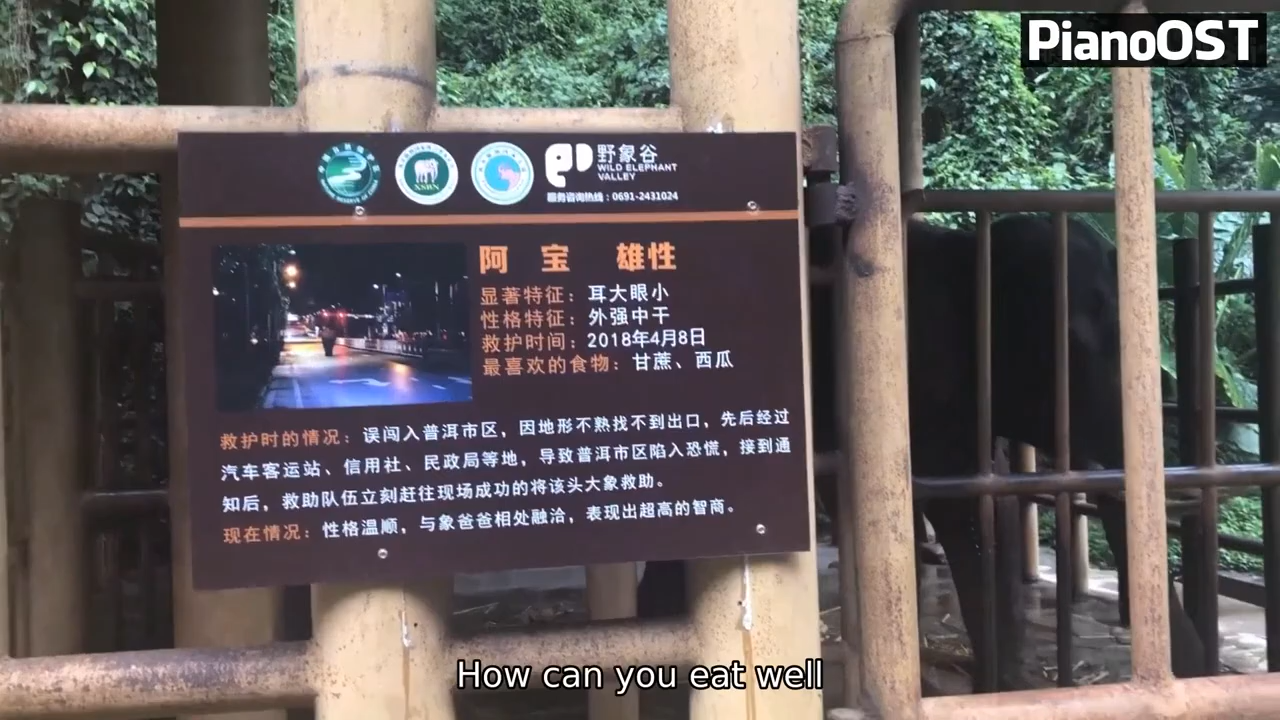 PianoOST
野象谷
WILD ELEPHANT
VALLEY
服务咨询热线：0691-2431024
XSBN
阿 宝 雄性
显著特征：耳大眼小
性格特征：外强中干
救护时间：2018年4月8日
最喜欢的食物：甘蔗、西瓜
救护时的情况：误闯入普洱市区，因地形不熟找不到出口，先后经过
汽车客运站、信用社、民政局等地，导致普洱市区陷入恐慌，接到通
知后，救助队伍立刻赶往现场成功的将该头大象救助。
现在情况：性格温顺，与象爸爸相处融洽，表现出超高的智商。
How can you eat well